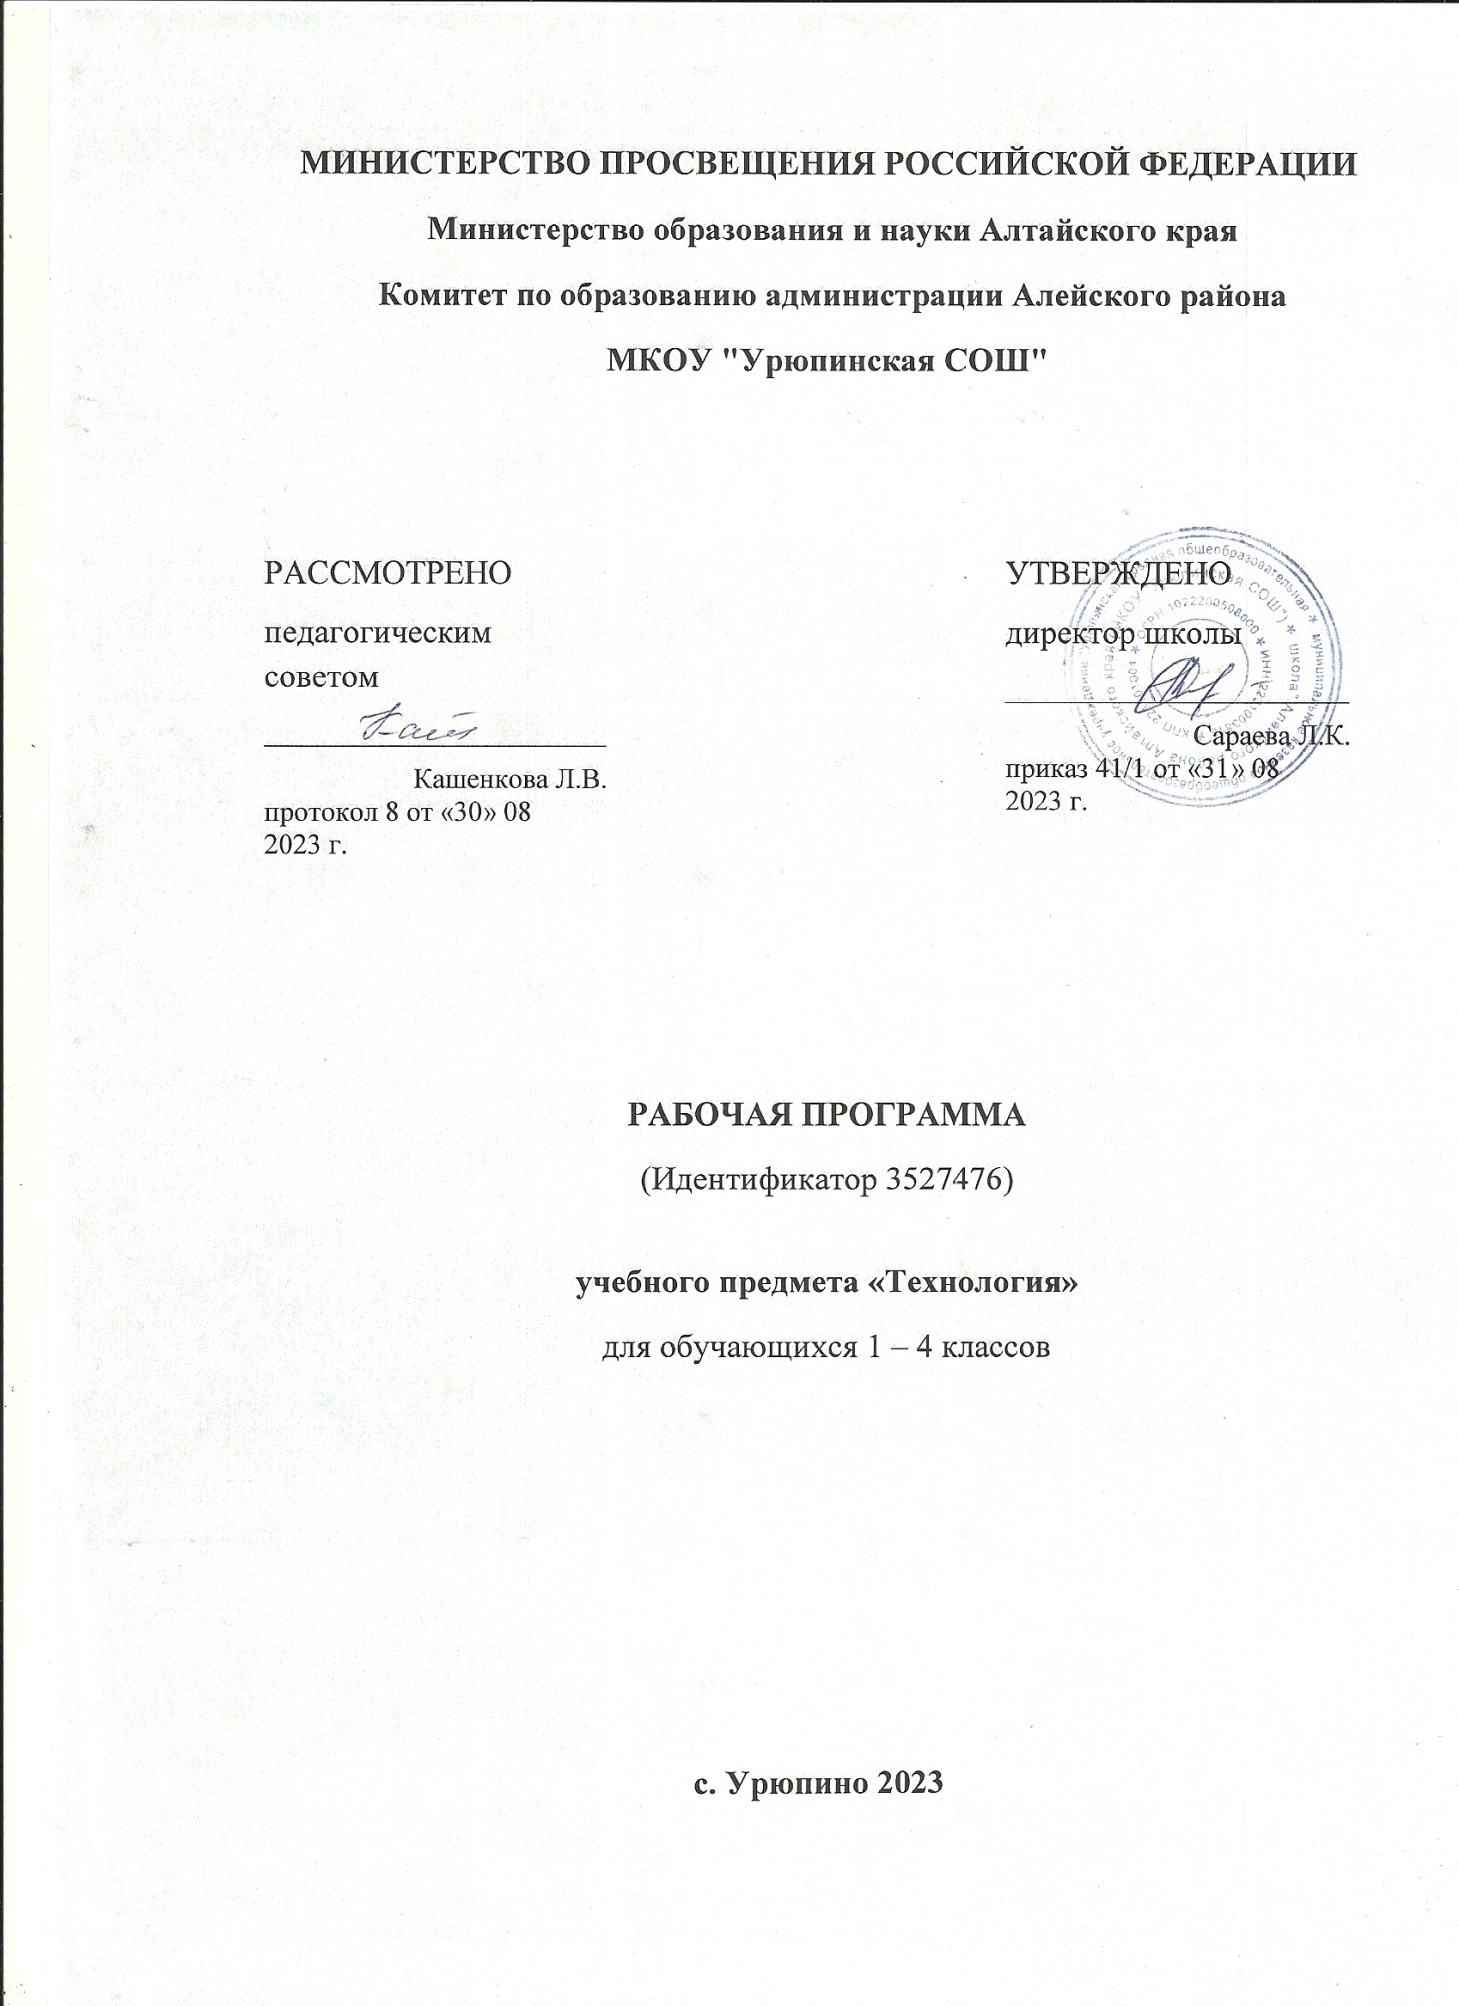 МИНИСТЕРСТВО ПРОСВЕЩЕНИЯ РОССИЙСКОЙ ФЕДЕРАЦИИ
Министерство образования и науки Алтайского края
Комитет по образованию администрации Алейского района
МКОУ "Урюпинская СОШ"
РАССМОТРЕНО
педагогическим
советом
Кашенкова Л.В.
протокол 8 от «30» 08
2023 г.
УТВЕРЖДЕНО
директор школы
Сараева Л.К.
приказ 41/1 от «31» 08
2023 г.
РАБОЧАЯ ПРОГРАММА
(Идентификатор 3527476)
учебного предмета «Технология»
для обучающихся 1 – 4 классов
с. Урюпино 2023